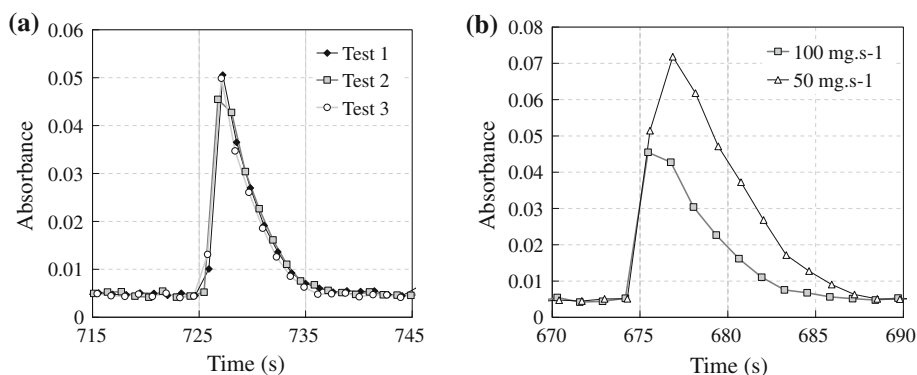 (a)
0.06
0.05
0.04
0.03
0.02
0.01
0
Absorbance
Test 1
Test 2
Test 3
715
725
735
745
Time (s)
(b)
0.08
0.07
0.06
0.05
0.04
0.03
0.02
0.01
0
Absorbance
100 mg.s-1
50 mg.s-1
670
675
680
685
690
Time (s)